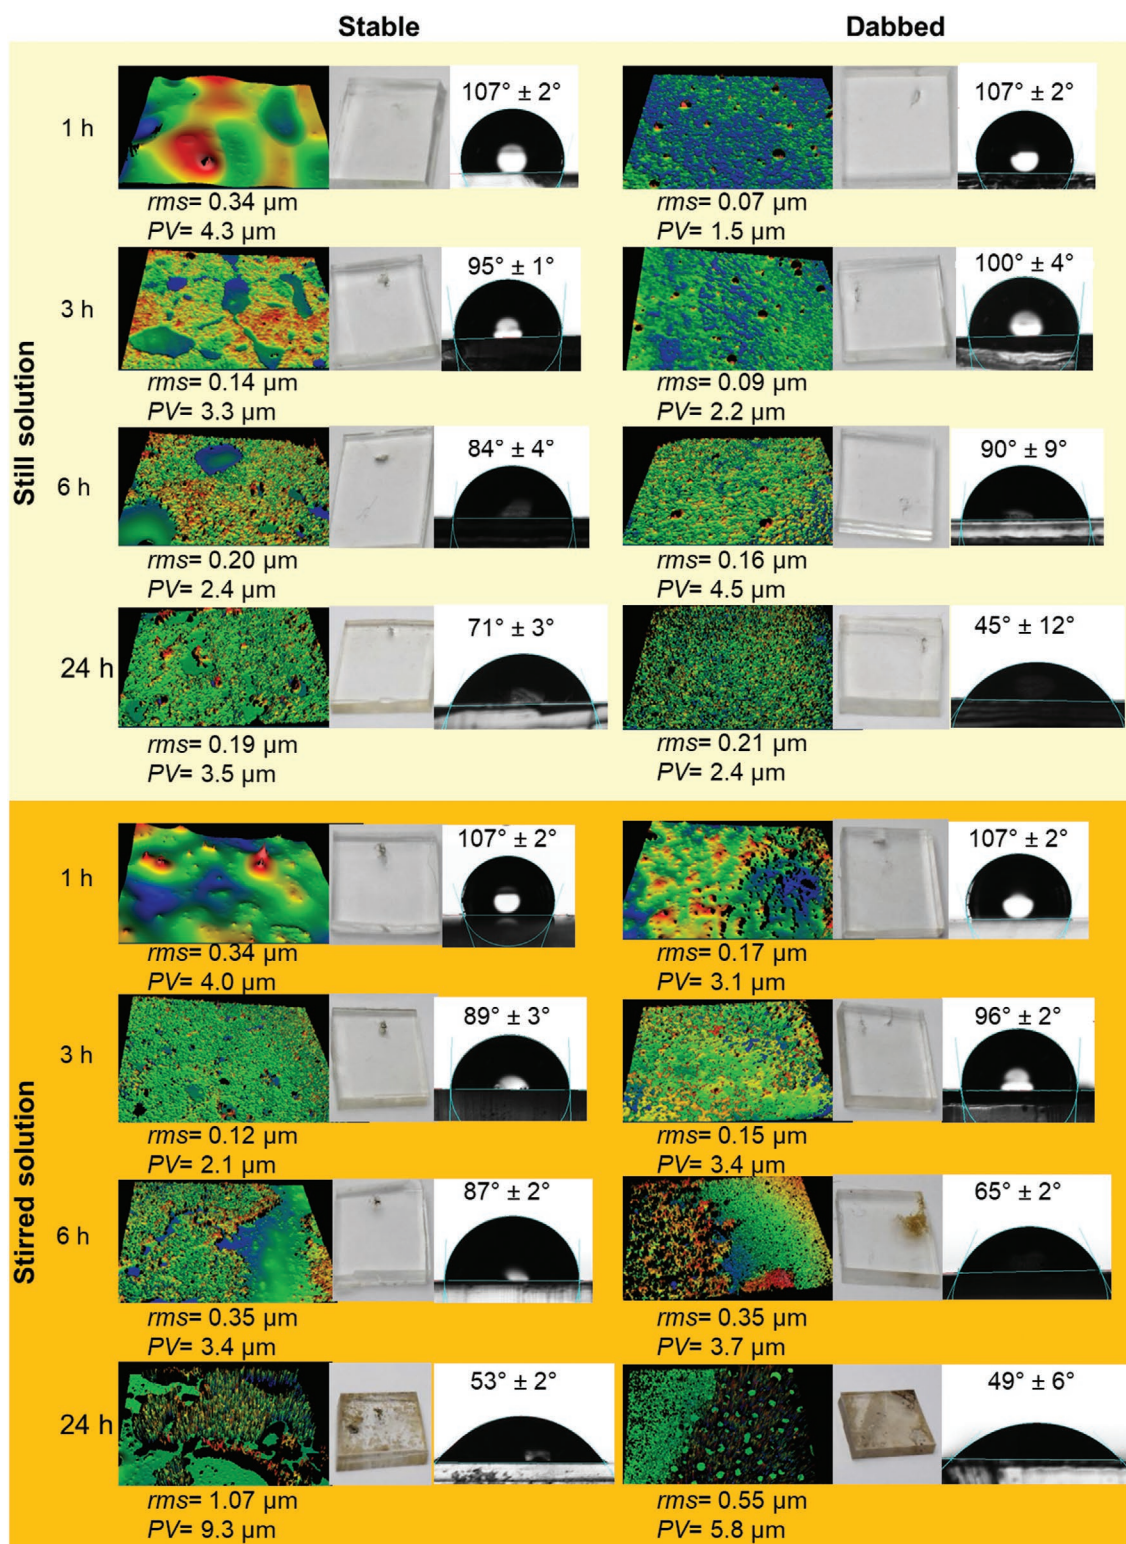 Stable
Dabbed
Still solution
1 h
107° ± 2°
rms= 0.34 µm
PV= 4.3 µm
107° ± 2°
rms= 0.07 µm
PV= 1.5 µm
3 h
95° ± 1°
rms= 0.14 µm
PV= 3.3 µm
100° ± 4°
rms= 0.09 µm
PV= 2.2 µm
6 h
84° ± 4°
rms= 0.20 µm
PV= 2.4 µm
90° ± 9°
rms= 0.16 µm
PV= 4.5 µm
24 h
71° ± 3°
rms= 0.19 µm
PV= 3.5 µm
45° ± 12°
rms= 0.21 µm
PV= 2.4 µm
Stirred solution
1 h
107° ± 2°
rms= 0.34 µm
PV= 4.0 µm
107° ± 2°
rms= 0.17 µm
PV= 3.1 µm
3 h
89° ± 3°
rms= 0.12 µm
PV= 2.1 µm
96° ± 2°
rms= 0.15 µm
PV= 3.4 µm
6 h
87° ± 2°
rms= 0.35 µm
PV= 3.4 µm
65° ± 2°
rms= 0.35 µm
PV= 3.7 µm
24 h
53° ± 2°
rms= 1.07 µm
PV= 9.3 µm
49° ± 6°
rms= 0.55 µm
PV= 5.8 µm